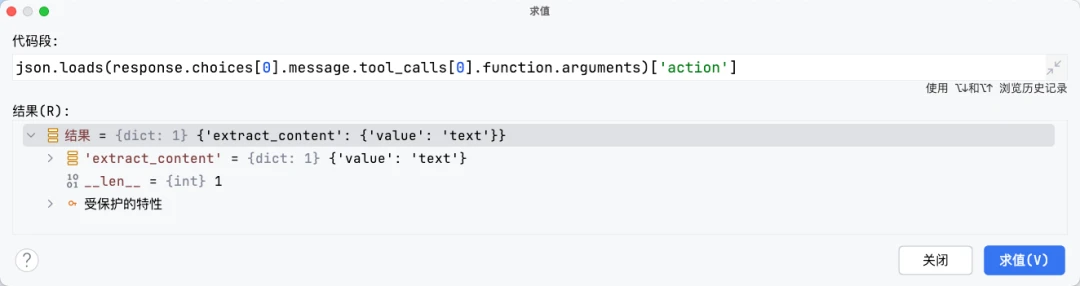 求值
代码段:
json.loads(response.choices[0].message.tool_calls[0].function.arguments)['action']
使用 ⌥↓和⌥↑ 浏览历史记录
结果(R):
结果 = {dict: 1} {'extract_content': {'value': 'text'}}
'extract_content' = {dict: 1} {'value': 'text'}
10 01 __len__ = {int} 1
受保护的特性
? 关闭 求值(V)